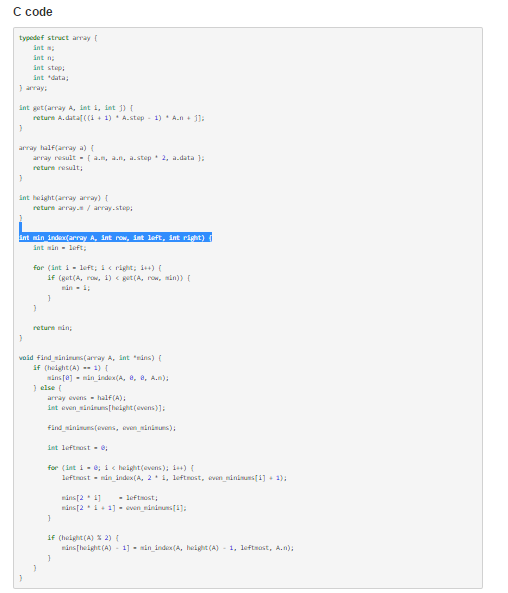 C code
typedef struct array {
int m;
int n;
int step;
int *data;
} array;
int get(array A, int i, int j) {
return A.data[((i + 1) * A.step - 1) * A.n + j];
}
array half(array a) {
array result = { a.m, a.n, a.step * 2, a.data };
return result;
}
int height(array array) {
return array.m / array.step;
}
int min_index(array A, int row, int left, int right) {
int min = left;
for (int i = left; i < right; i++) {
if (get(A, row, i) < get(A, row, min)) {
min = i;
}
}
return min;
}
void find_minimums(array A, int *mins) {
if (height(A) == 1) {
mins[0] = min_index(A, 0, 0, A.n);
} else {
array evens = half(A);
int even_minimums[height(evens)];
find_minimums(evens, even_minimums);
int leftmost = 0;
for (int i = 0; i < height(evens); i++) {
leftmost = min_index(A, 2 * i, leftmost, even_minimums[i] + 1);
mins[2 * i] = leftmost;
mins[2 * i + 1] = even_minimums[i];
}
if (height(A) % 2) {
mins[height(A) - 1] = min_index(A, height(A) - 1, leftmost, A.n);
}
}
}